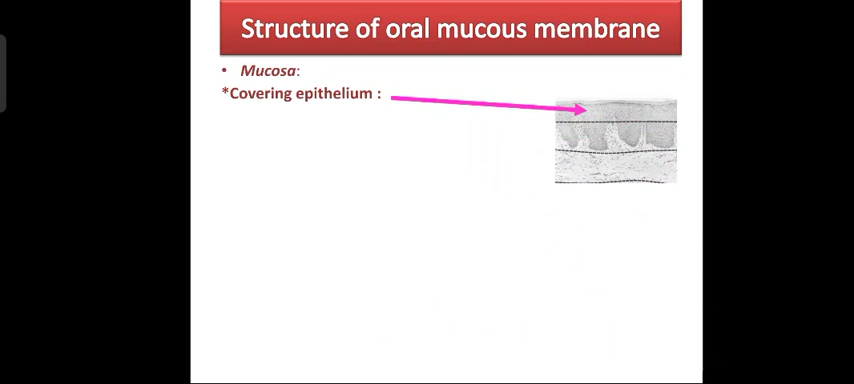 Structure of oral mucous membrane
• Mucosa:
*Covering epithelium :